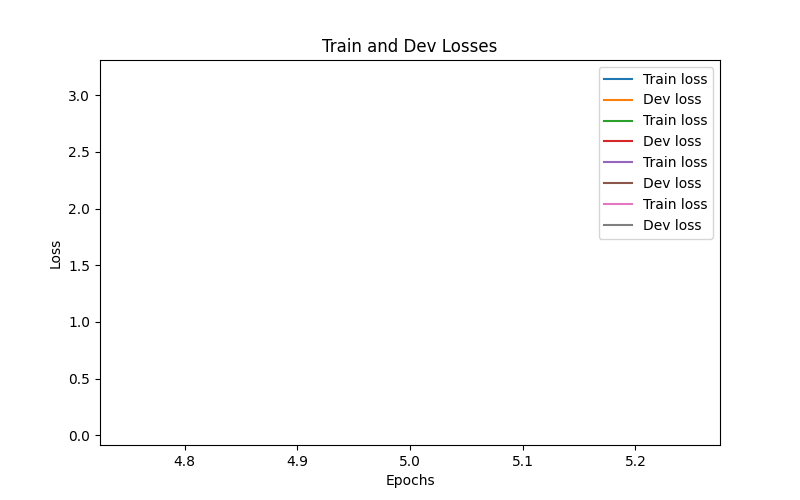 Train and Dev Losses
Train loss
Dev loss
Train loss
Dev loss
Train loss
Dev loss
Train loss
Dev loss
Loss
3.0
2.5
2.0
1.5
1.0
0.5
0.0
4.8 4.9 5.0 5.1 5.2
Epochs